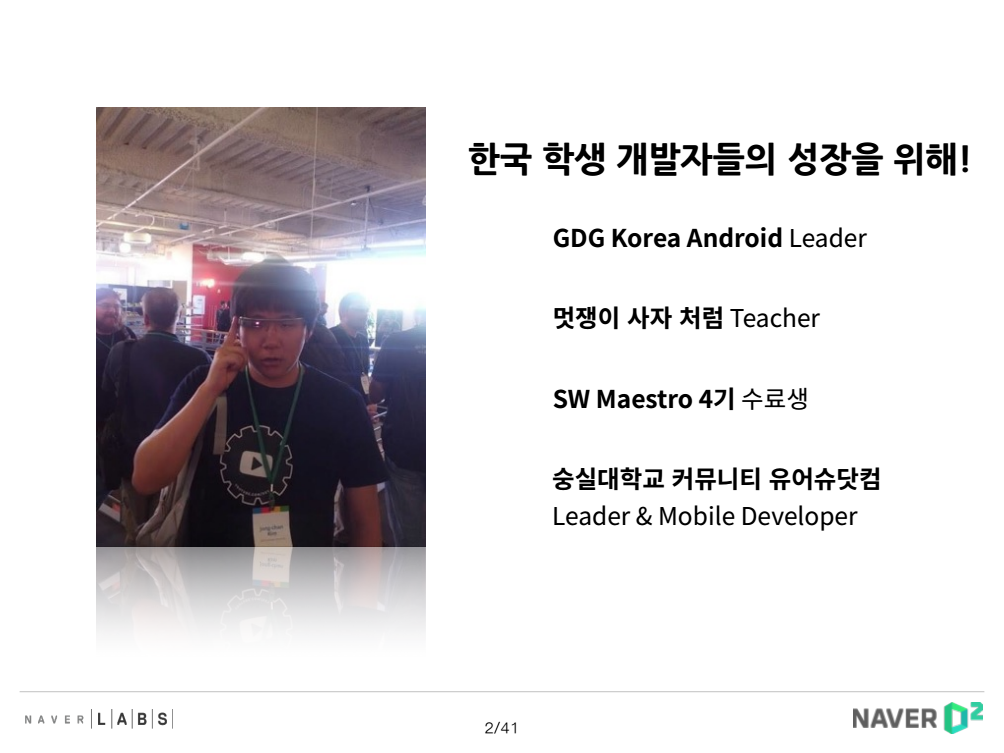 한국 학생 개발자들의 성장을 위해!
GDG Korea Android Leader
멋쟁이 사자 처럼 Teacher
SW Maestro 4기 수료생
숭실대학교 커뮤니티 유어슈닷컴
Leader & Mobile Developer
NAVER LABS
2/41
NAVER D2